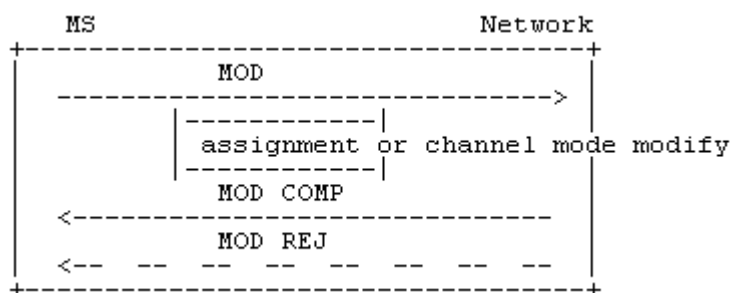 MS Network
MOD
assignment or channel mode modify
MOD COMP
MOD REJ